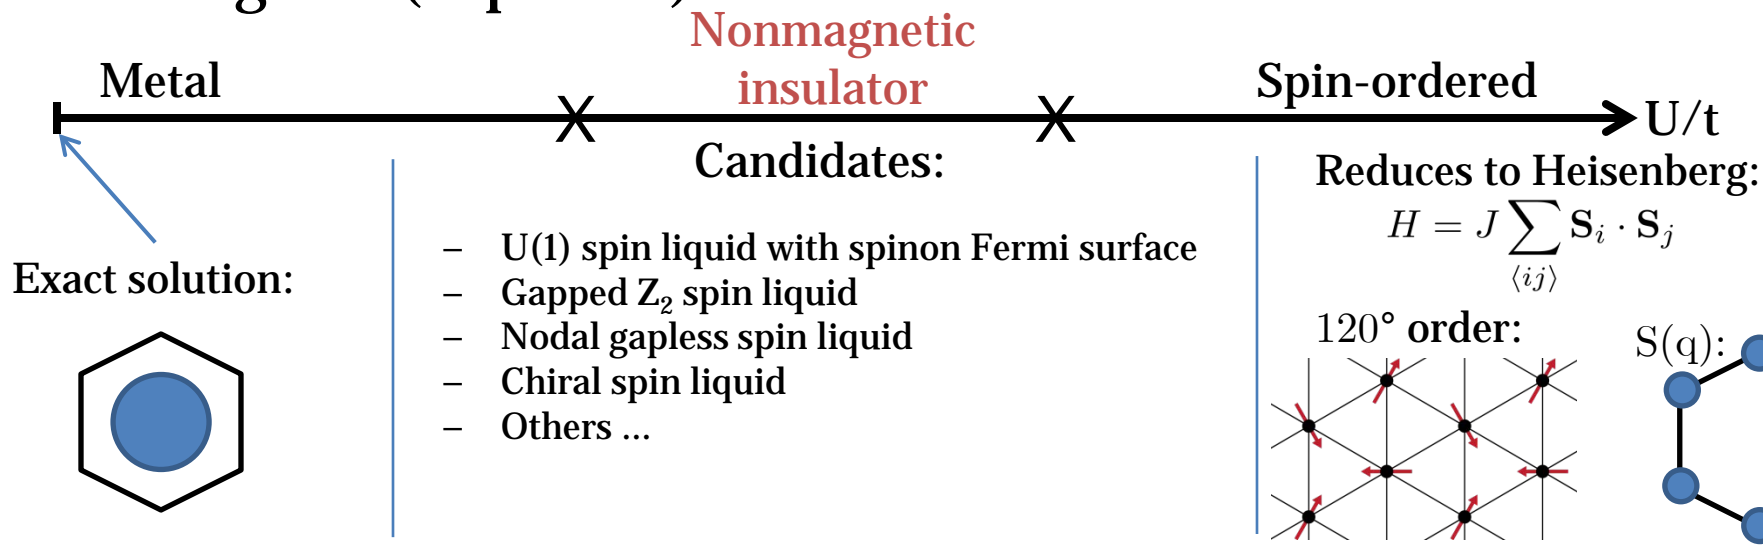 Nonmagnetic
insulator
Metal
Spin-ordered
X
X
U/t
Candidates:
– U(1) spin liquid with spinon Fermi surface
– Gapped Z₂ spin liquid
– Nodal gapless spin liquid
– Chiral spin liquid
– Others ...
Exact solution:
Reduces to Heisenberg:
H = J ∑ S_i · S_j
⟨ij⟩
120° order:
S(q):